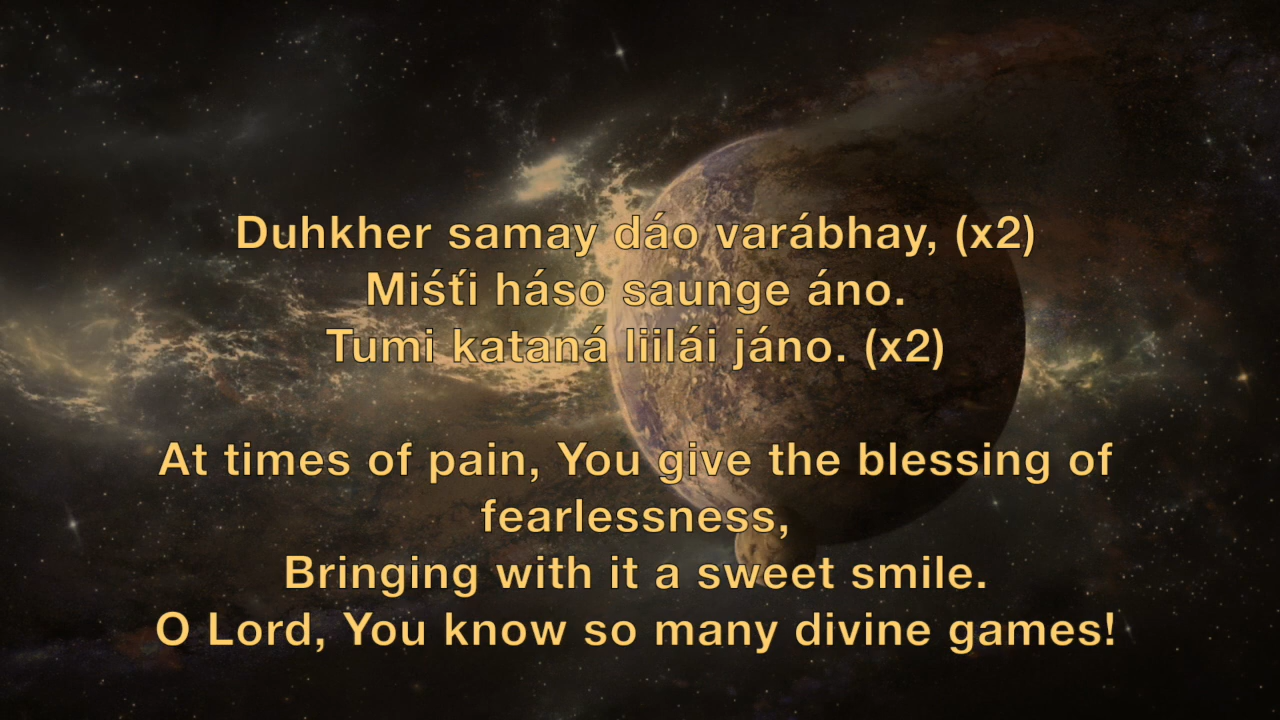 Duhkher samay dáo varábhay, (x2)
Miśt́i háso saunge áno.
Tumi kataná liilái jáno. (x2)
At times of pain, You give the blessing of
fearlessness,
Bringing with it a sweet smile.
O Lord, You know so many divine games!